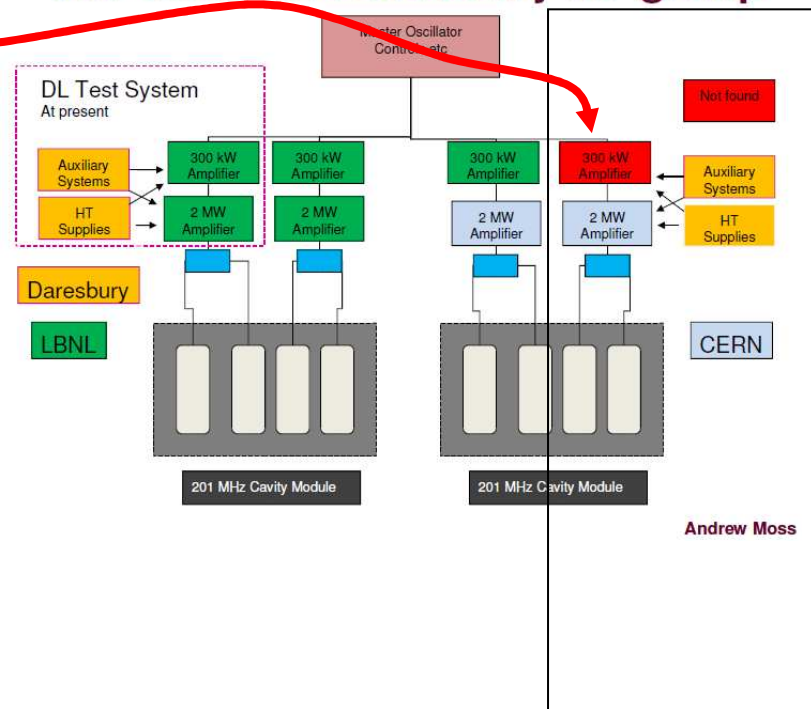 Master Oscillator
Controls etc
DL Test System
At present
Not found
Auxiliary
Systems
300 kW
Amplifier
300 kW
Amplifier
300 kW
Amplifier
300 kW
Amplifier
Auxiliary
Systems
HT
Supplies
2 MW
Amplifier
2 MW
Amplifier
2 MW
Amplifier
2 MW
Amplifier
HT
Supplies
Daresbury
LBNL
CERN
201 MHz Cavity Module
201 MHz Cavity Module
Andrew Moss